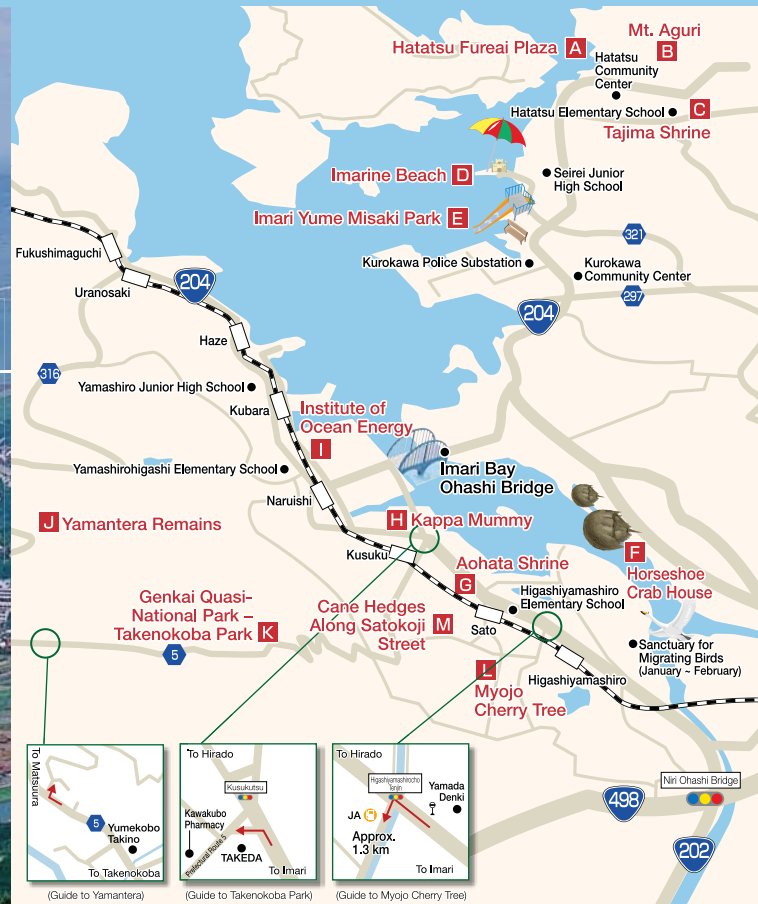 Mt. Aguri
B
Hatatsu Fureai Plaza A
Hatatsu
Community
Center
Hatatsu Elementary School
C
Tajima Shrine
Imarine Beach D
Seirei Junior
High School
Imari Yume Misaki Park E
321
Fukushimaguchi
Kurokawa Police Substation
Kurokawa
Community Center
204
Uranosaki
297
204
Haze
316
Yamashiro Junior High School
Kubara
Institute of
Ocean Energy
I
Imari Bay
Ohashi Bridge
Yamashirohigashi Elementary School
Naruishi
J Yamantera Remains
H Kappa Mummy
Kusuku
F
Horseshoe
Crab House
Aohata Shrine
G
Genkai Quasi-
National Park –
Takenokoba Park K
Higashiyamashiro
Elementary School
Cane Hedges
Along Satokoji
Street
M
Sato
Sanctuary for
Migrating Birds
(January ~ February)
5
L
Myojo
Cherry Tree
Higashiyamashiro
To Matsuura
5
Yumekobo
Takino
To Takenokoba
(Guide to Yamantera)
To Hirado
Kusukutsu
Kawakubo
Pharmacy
Prefectural Route 5
TAKEDA
To Imari
(Guide to Takenokoba Park)
To Hirado
Higashiyamashirocho
Tenjin
Yamada
Denki
JA
Approx.
1.3 km
To Imari
(Guide to Myojo Cherry Tree)
Niri Ohashi Bridge
498
202